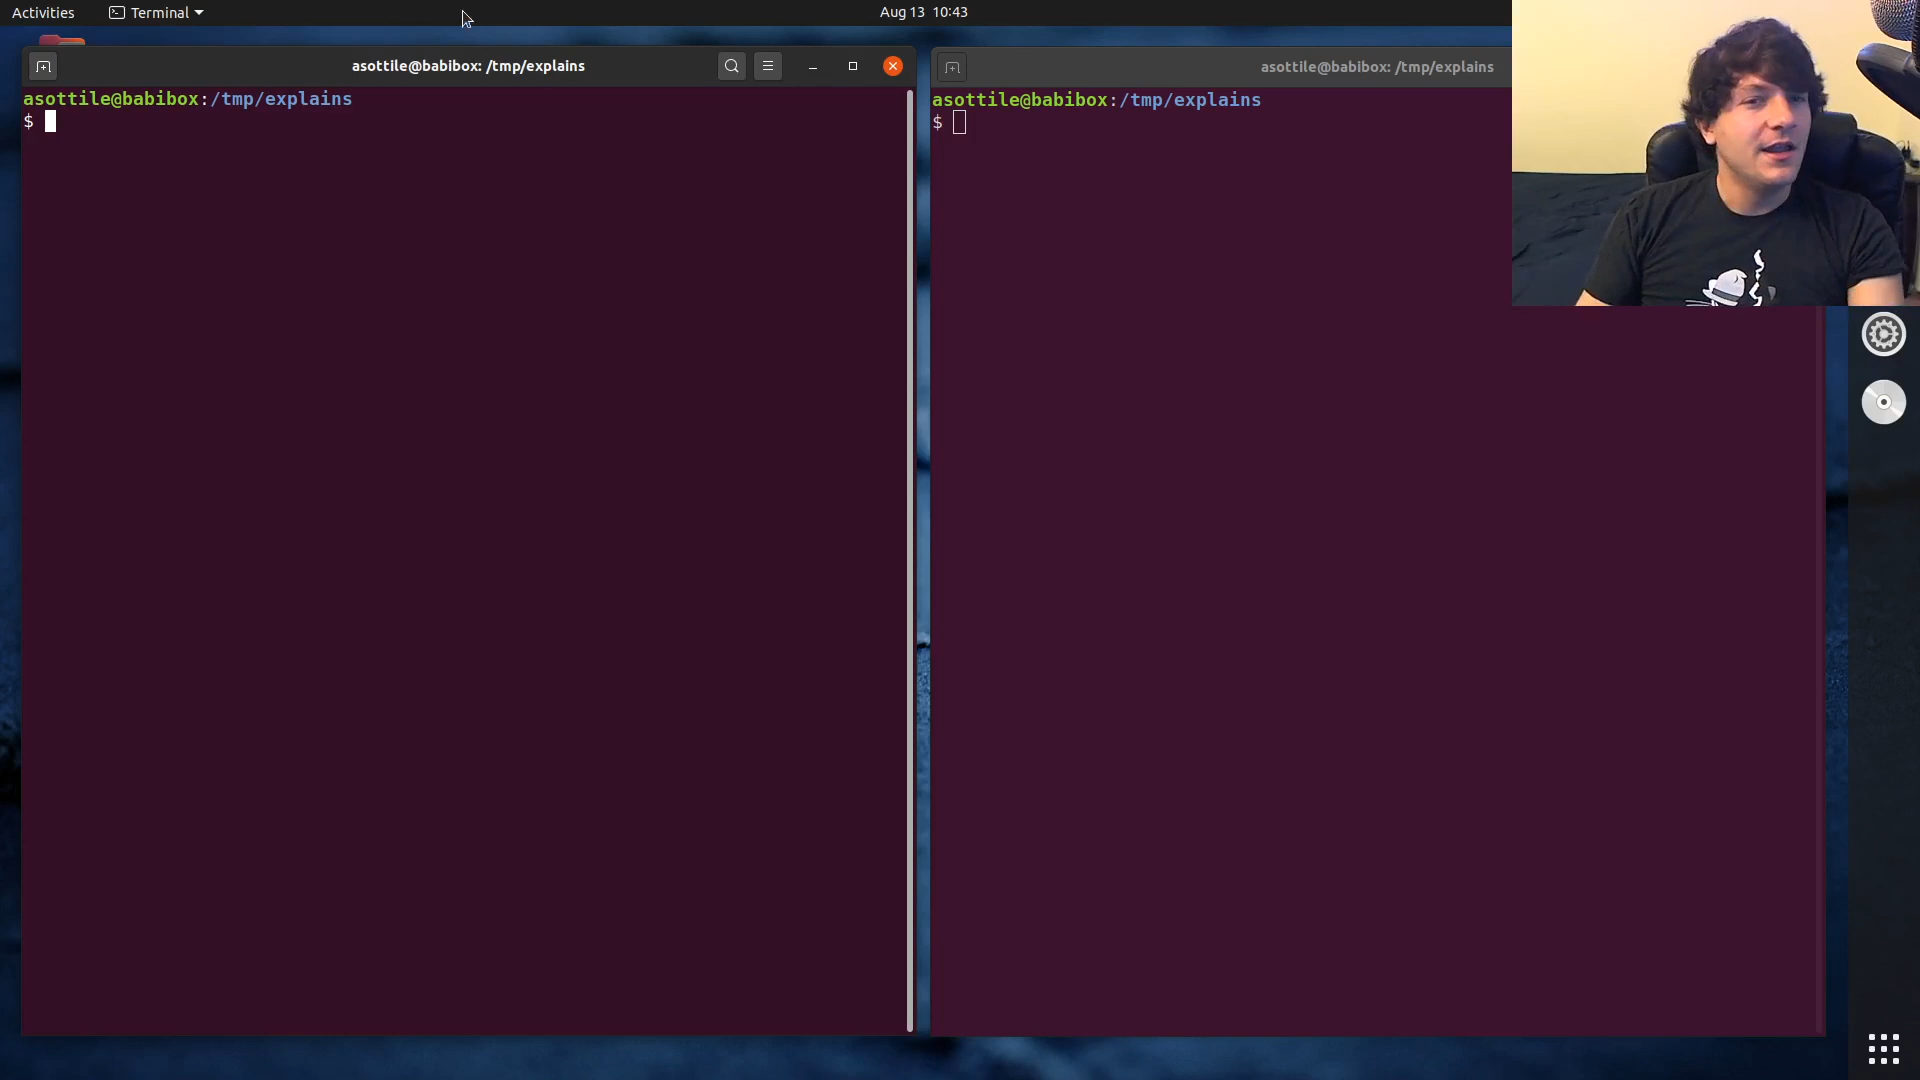 Activities
Terminal
Aug 13 10:43
asottile@babibox: /tmp/explains
asottile@babibox:/tmp/explains
$
asottile@babibox: /tmp/explains
asottile@babibox:/tmp/explains
$